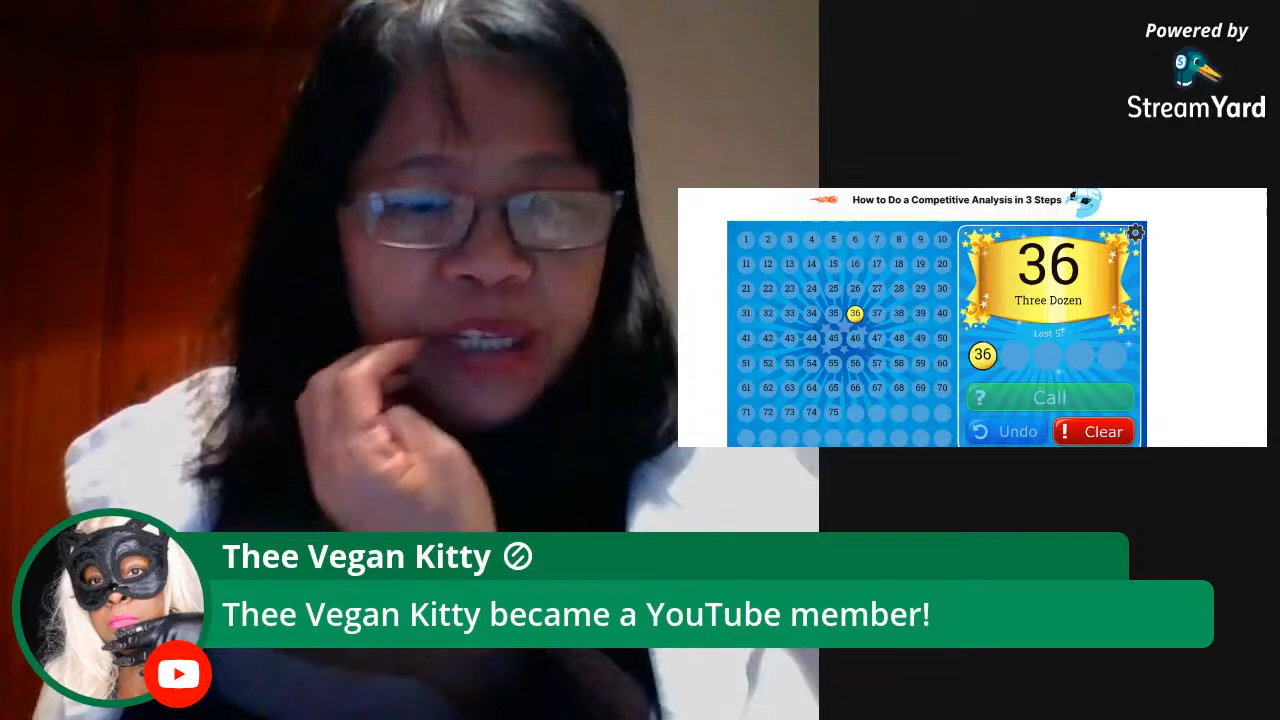 Powered by
StreamYard
How to Do a Competitive Analysis in 3 Steps
1 2 3 4 5 6 7 8 9 10
11 12 13 14 15 16 17 18 19 20
21 22 23 24 25 26 27 28 29 30
31 32 33 34 35 36 37 38 39 40
41 42 43 44 45 46 47 48 49 50
51 52 53 54 55 56 57 58 59 60
61 62 63 64 65 66 67 68 69 70
71 72 73 74 75
36
Three Dozen
Last 5:
36
? Call
Undo ! Clear
Thee Vegan Kitty
Thee Vegan Kitty became a YouTube member!